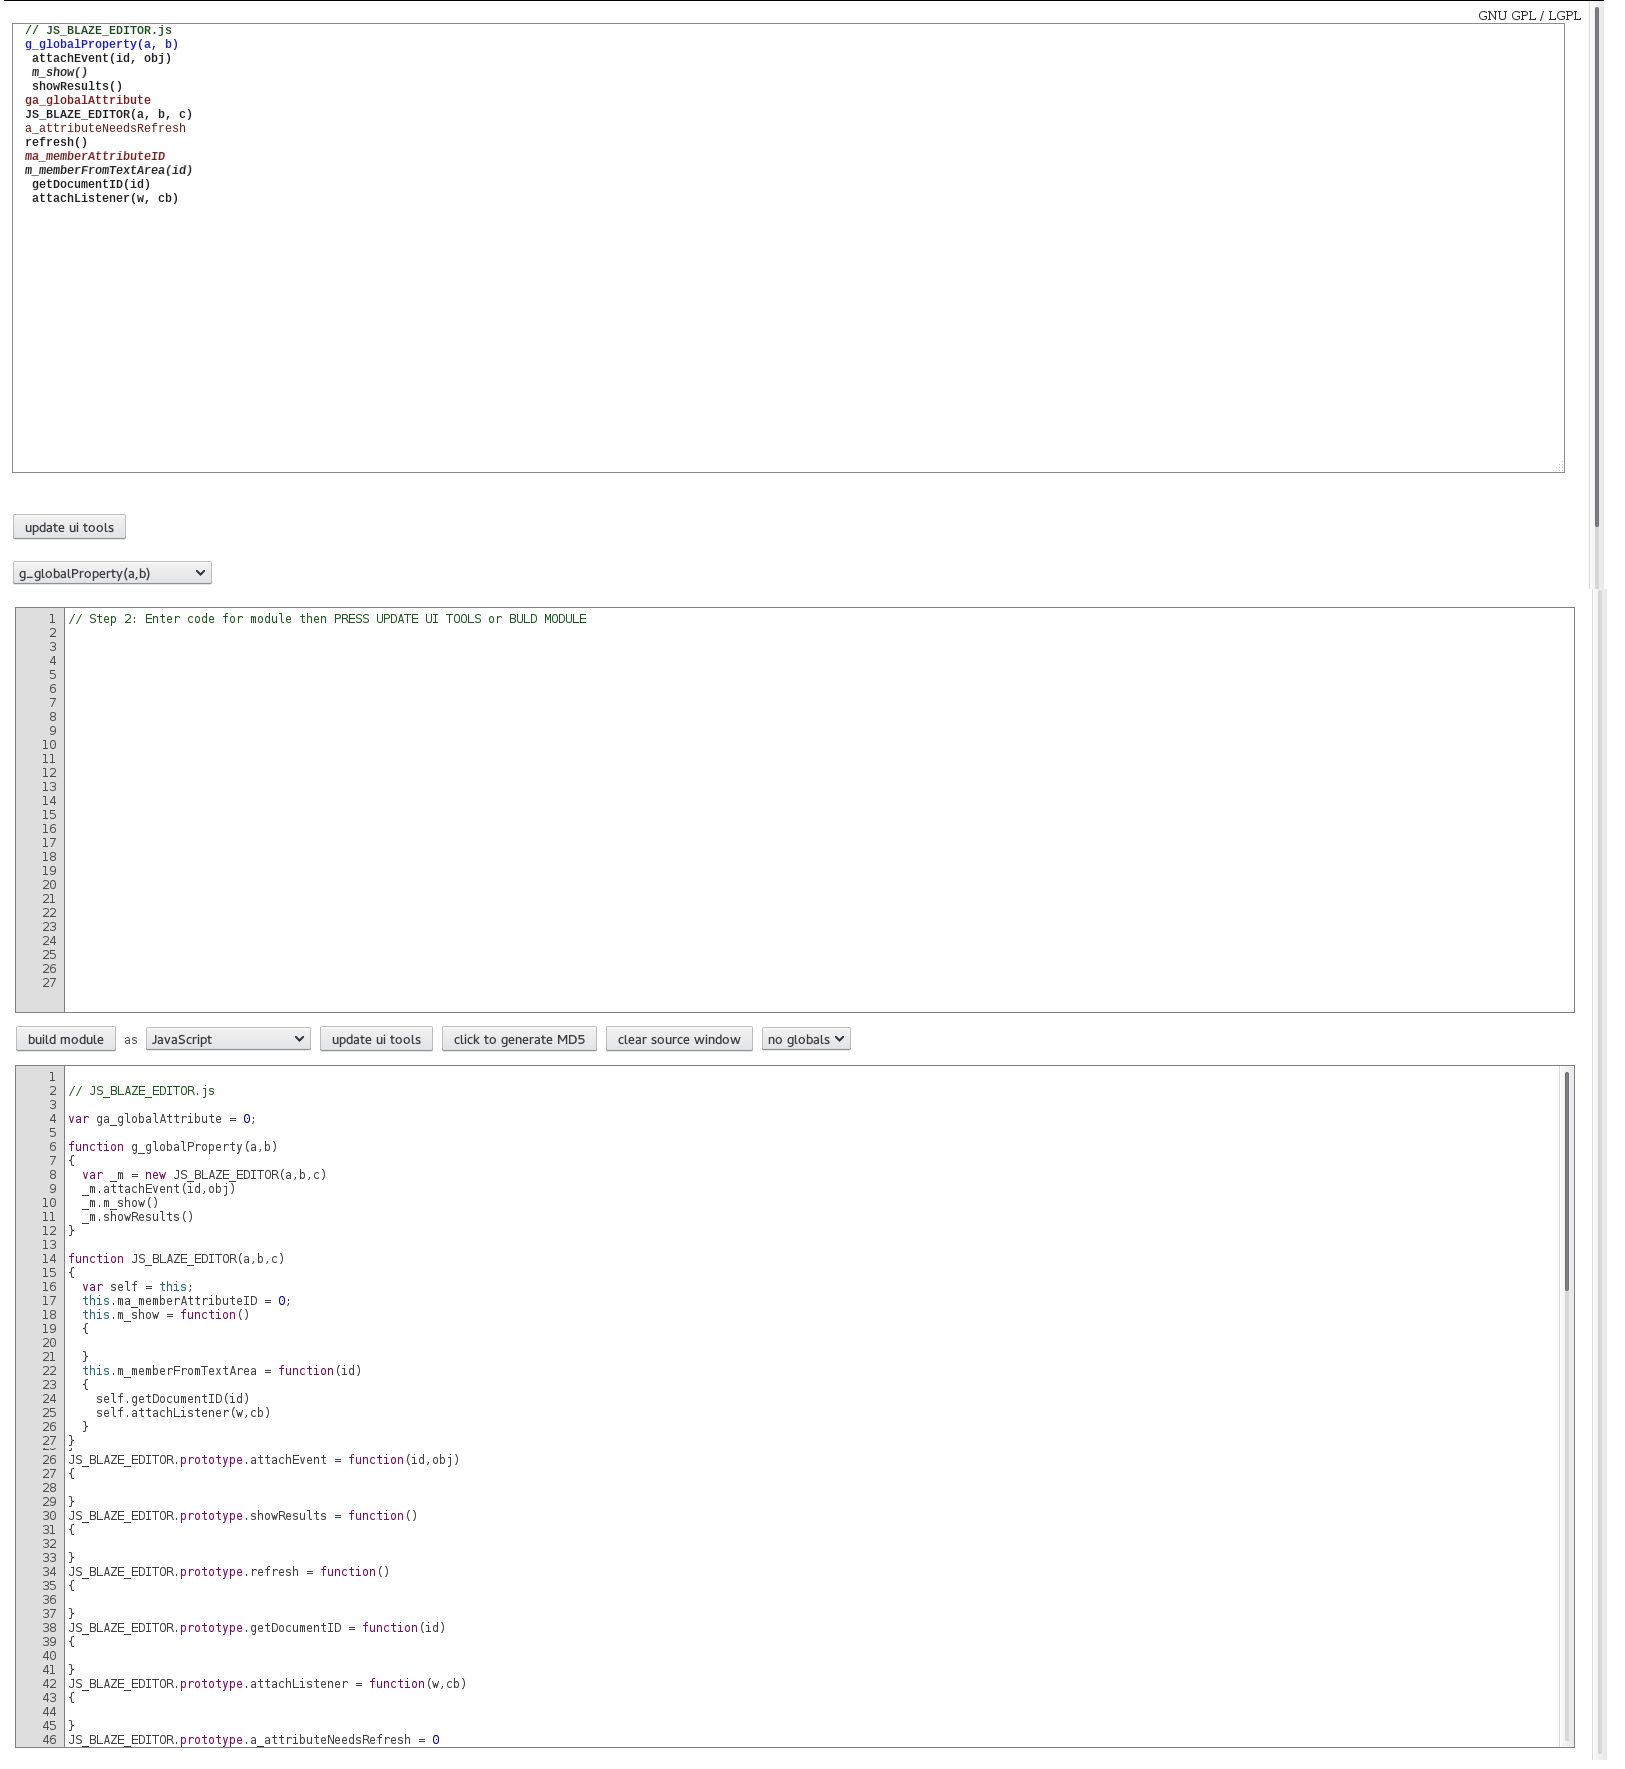 GNU GPL / LGPL
// JS_BLAZE_EDITOR.js
g_globalProperty(a, b)
 attachEvent(id, obj)
 m_show()
 showResults()
ga_globalAttribute
JS_BLAZE_EDITOR(a, b, c)
a_attributeNeedsRefresh
refresh()
ma_memberAttributeID
m_memberFromTextArea(id)
 getDocumentID(id)
 attachListener(w, cb)
update ui tools
g_globalProperty(a,b)
1 // Step 2: Enter code for module then PRESS UPDATE UI TOOLS or BULD MODULE
2
3
4
5
6
7
8
9
10
11
12
13
14
15
16
17
18
19
20
21
22
23
24
25
26
27
build module as JavaScript update ui tools click to generate MD5 clear source window no globals
1
2 // JS_BLAZE_EDITOR.js
3
4 var ga_globalAttribute = 0;
5
6 function g_globalProperty(a,b)
7 {
8   var _m = new JS_BLAZE_EDITOR(a,b,c)
9   _m.attachEvent(id,obj)
10   _m.m_show()
11   _m.showResults()
12 }
13
14 function JS_BLAZE_EDITOR(a,b,c)
15 {
16   var self = this;
17   this.ma_memberAttributeID = 0;
18   this.m_show = function()
19   {
20
21   }
22   this.m_memberFromTextArea = function(id)
23   {
24     self.getDocumentID(id)
25     self.attachListener(w,cb)
26   }
27 }
26 JS_BLAZE_EDITOR.prototype.attachEvent = function(id,obj)
27 {
28
29 }
30 JS_BLAZE_EDITOR.prototype.showResults = function()
31 {
32
33 }
34 JS_BLAZE_EDITOR.prototype.refresh = function()
35 {
36
37 }
38 JS_BLAZE_EDITOR.prototype.getDocumentID = function(id)
39 {
40
41 }
42 JS_BLAZE_EDITOR.prototype.attachListener = function(w,cb)
43 {
44
45 }
46 JS_BLAZE_EDITOR.prototype.a_attributeNeedsRefresh = 0